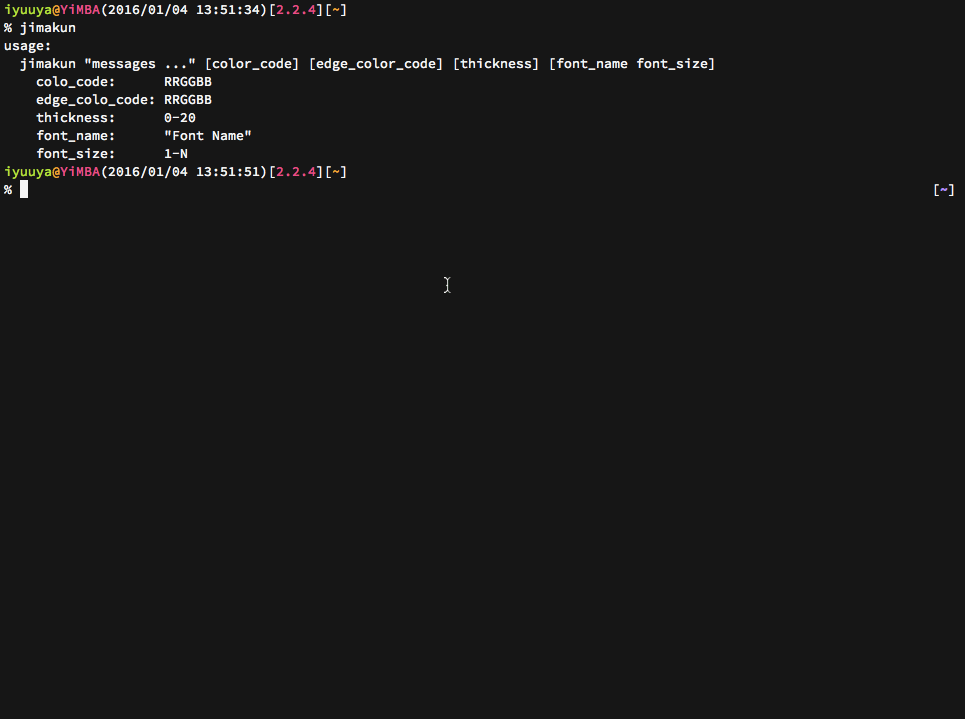 iyuuya@YiMBA(2016/01/04 13:51:34)[2.2.4][~]
% jimakun
usage:
  jimakun "messages ..." [color_code] [edge_color_code] [thickness] [font_name font_size]
    colo_code:      RRGGBB
    edge_colo_code: RRGGBB
    thickness:      0-20
    font_name:      "Font Name"
    font_size:      1-N
iyuuya@YiMBA(2016/01/04 13:51:51)[2.2.4][~]
% [~]